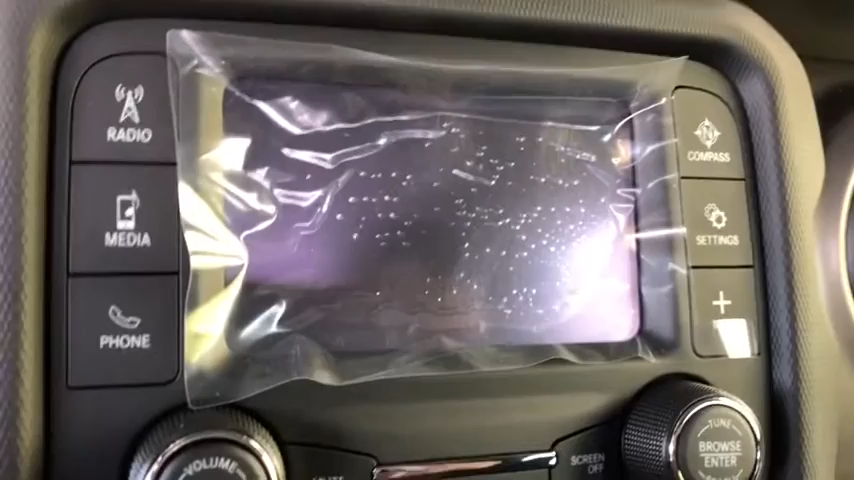 RADIO
MEDIA
PHONE
N
COMPASS
SETTINGS
+
VOLUME
SCREEN
OFF
TUNE
BROWSE
ENTER